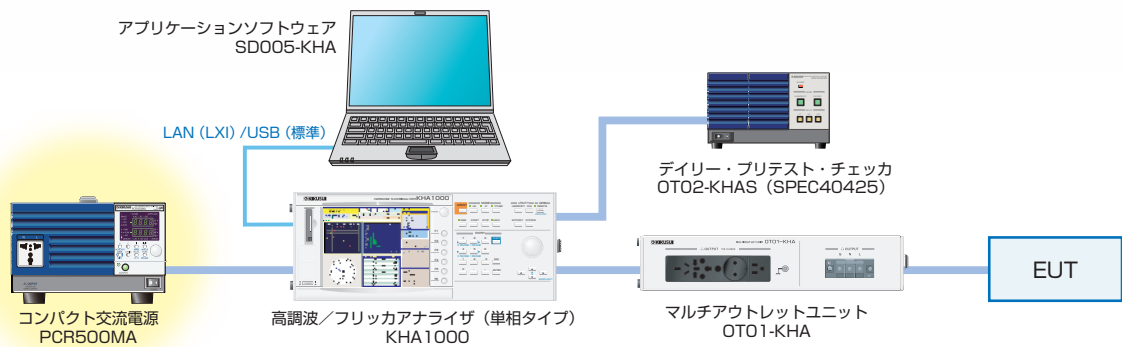 アプリケーションソフトウェア
SD005-KHA
LAN（LXI）/USB（標準）
デイリー・プリテスト・チェッカ
OT02-KHAS（SPEC40425）
KHA1000
OT01-KHA
EUT
コンパクト交流電源
PCR500MA
高調波／フリッカアナライザ（単相タイプ）
KHA1000
マルチアウトレットユニット
OT01-KHA